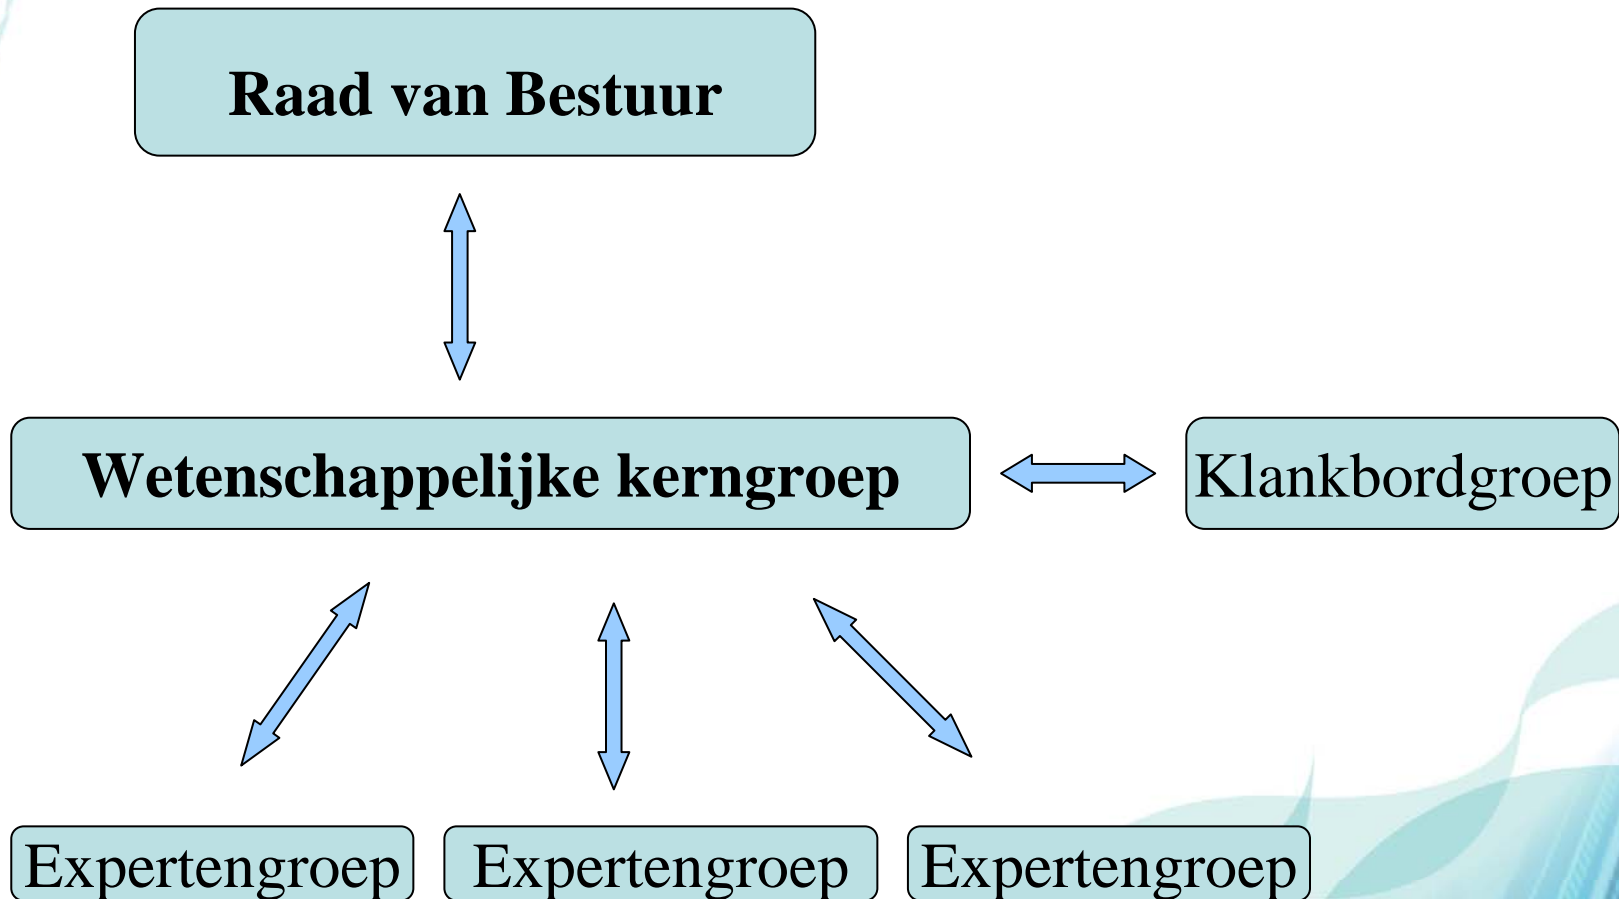 Raad van Bestuur
Wetenschappelijke kerngroep
Klankbordgroep
Expertengroep
Expertengroep
Expertengroep